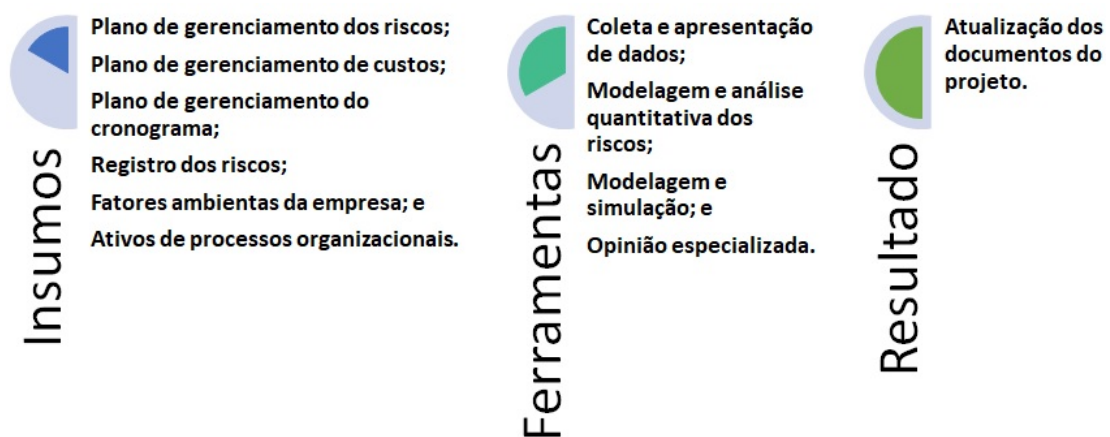 Insumos
Plano de gerenciamento dos riscos;
Plano de gerenciamento de custos;
Plano de gerenciamento do
cronograma;
Registro dos riscos;
Fatores ambientas da empresa; e
Ativos de processos organizacionais.
Ferramentas
Coleta e apresentação
de dados;
Modelagem e análise
quantitativa dos
riscos;
Modelagem e
simulação; e
Opinião especializada.
Resultado
Atualização dos
documentos do
projeto.